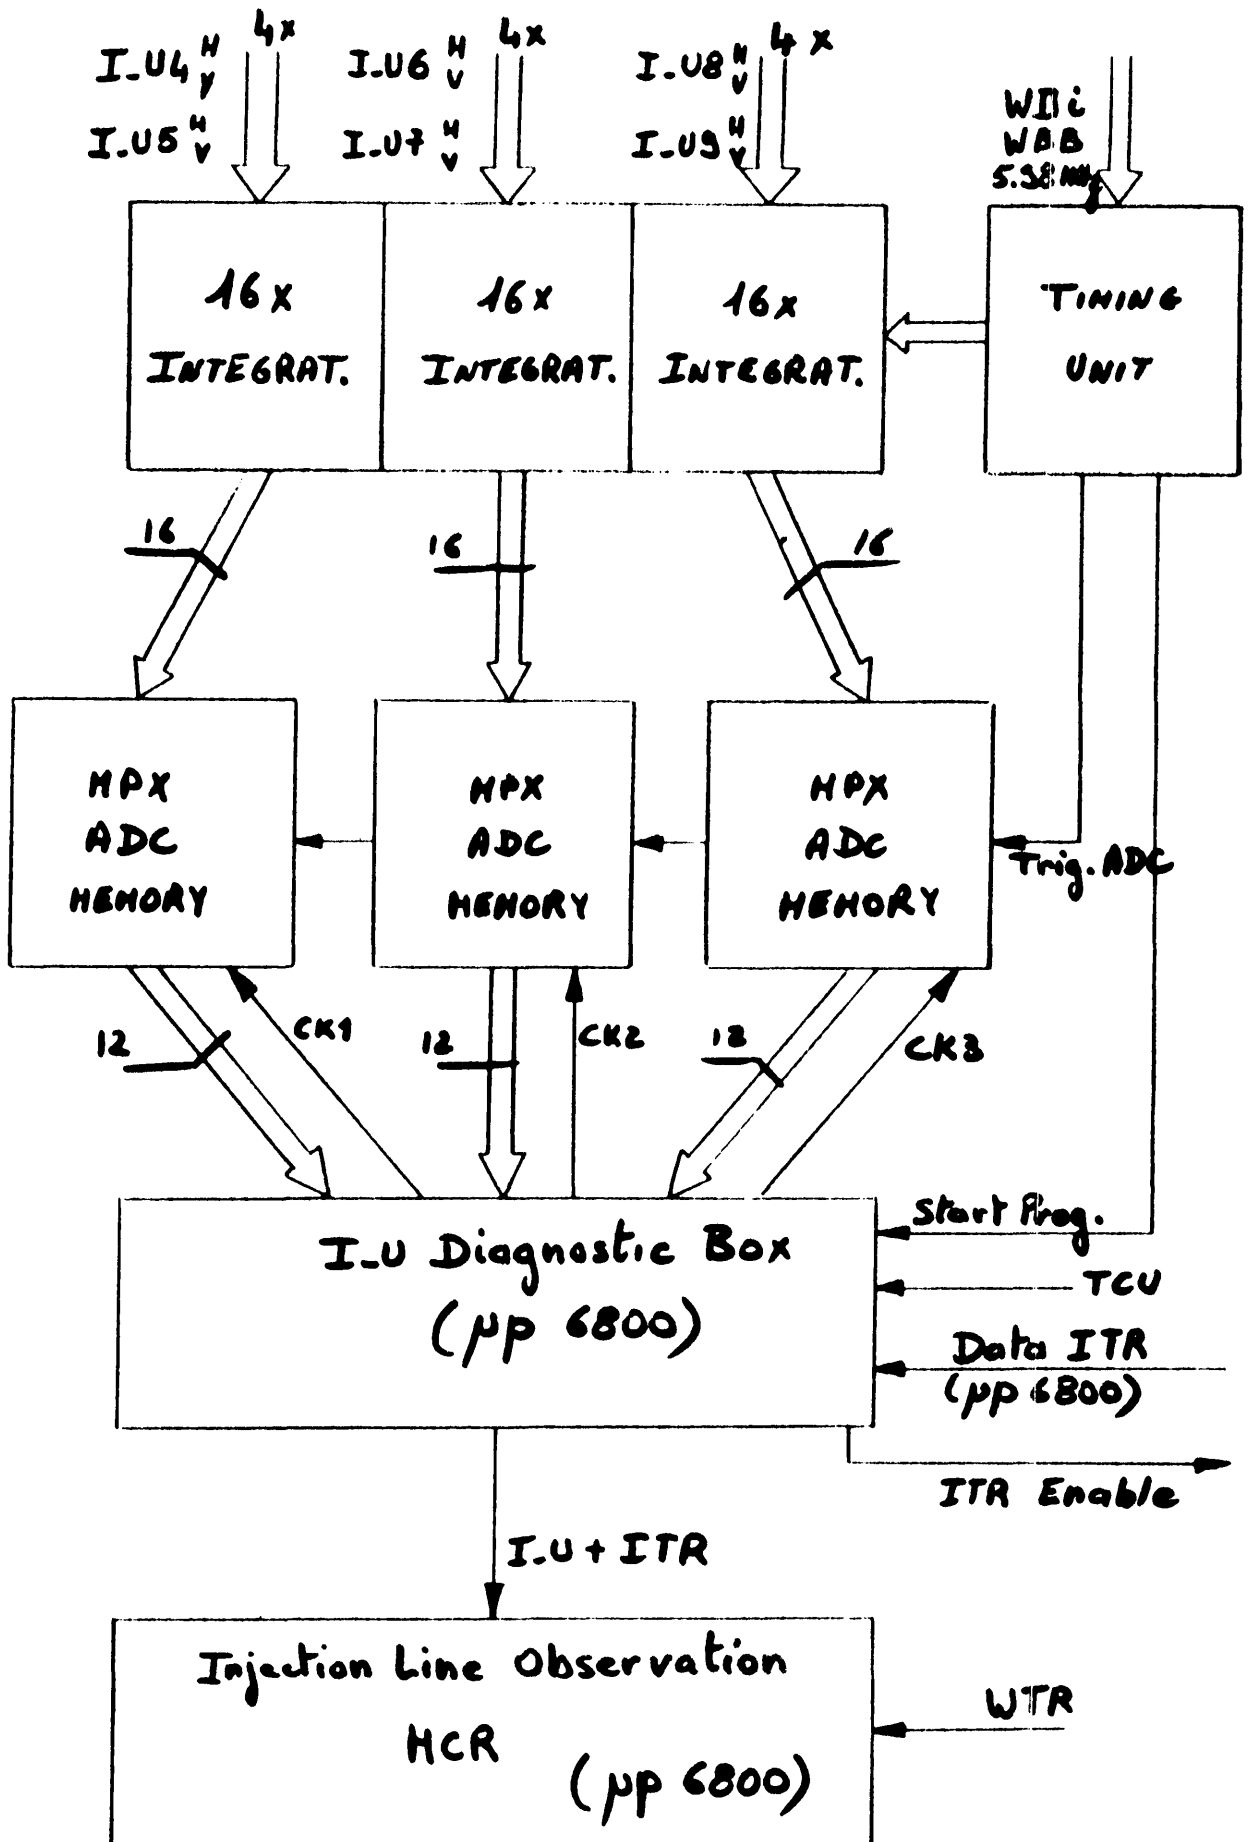 I_U4 H V 4x
I_U5 H V
I_U6 H V 4x
I_U7 H V
I_U8 H V 4x
I_U9 H V
WBB
16x
INTEGRAT.
16x
INTEGRAT.
16x
INTEGRAT.
TIMING
UNIT
16
16
16
MPX
ADC
MEMORY
MPX
ADC
MEMORY
MPX
ADC
MEMORY
Trig. ADC
12
CK1
12
CK2
12
CK3
I_U Diagnostic Box
(µp 6800)
Start Prog.
TCU
Data ITR
(µp 6800)
ITR Enable
I_U + ITR
Injection Line Observation
MCR
(µp 6800)
WTR